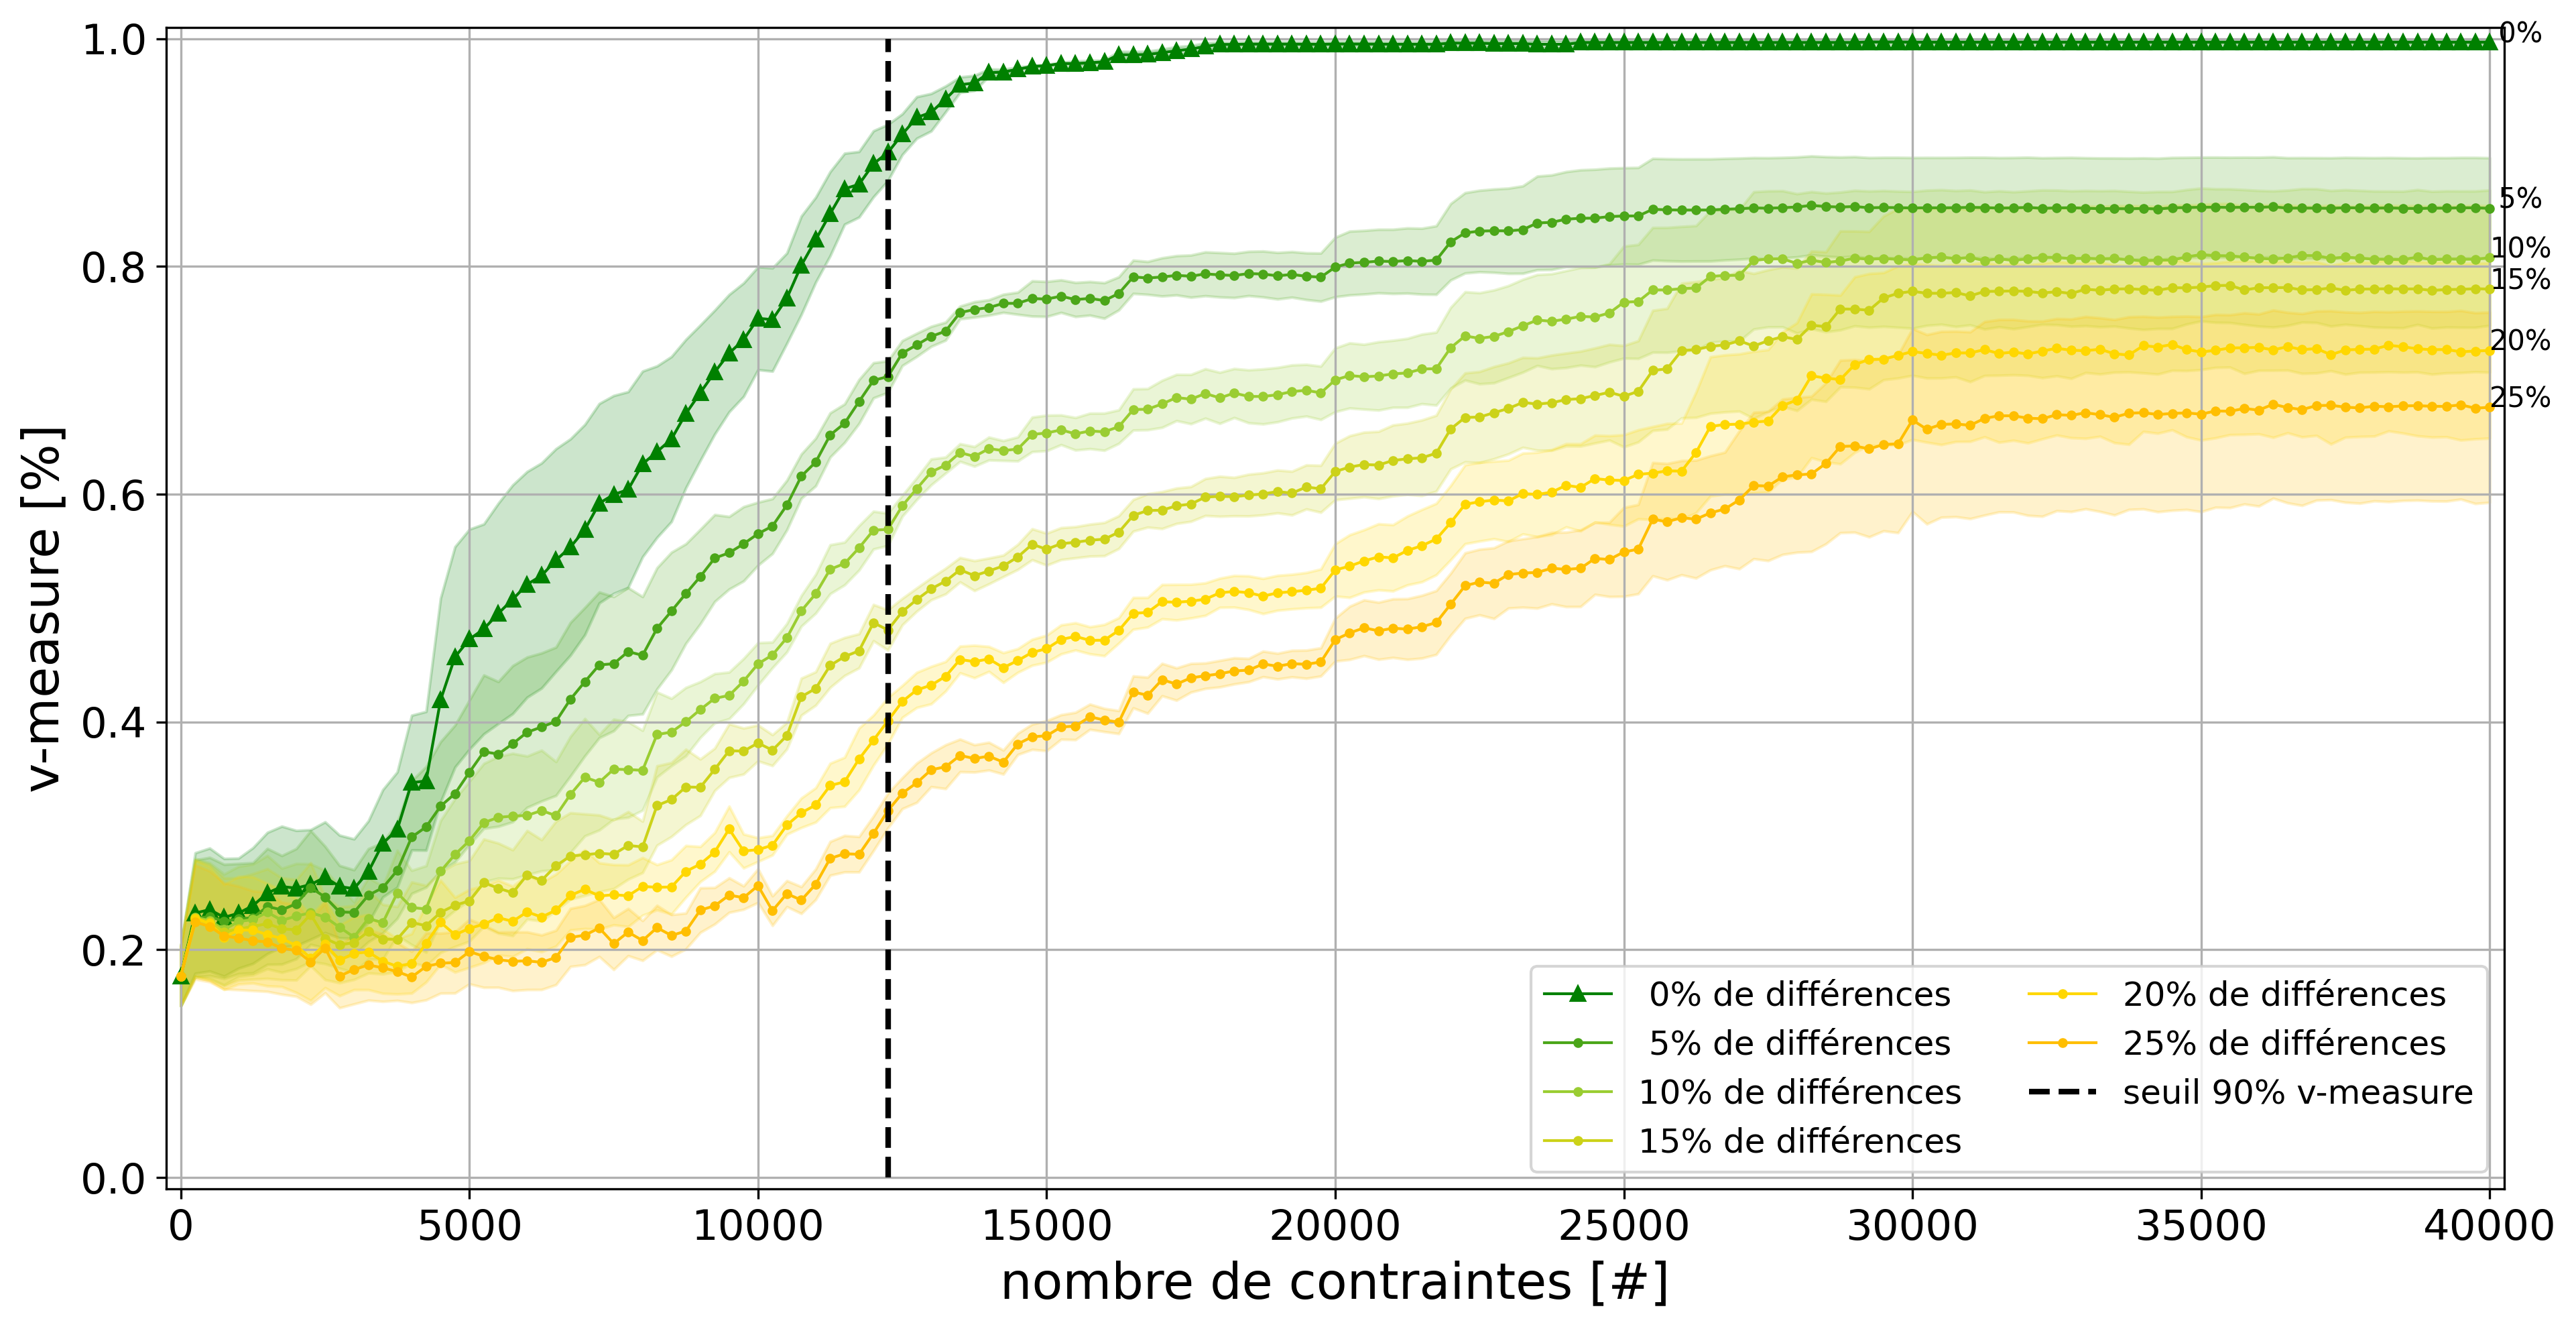 v-measure [%]
1.0
0.8
0.6
0.4
0.2
0.0
0
5000
10000
15000
20000
25000
30000
35000
40000
nombre de contraintes [#]
0%
5%
10%
15%
20%
25%
0% de différences
5% de différences
10% de différences
15% de différences
20% de différences
25% de différences
seuil 90% v-measure